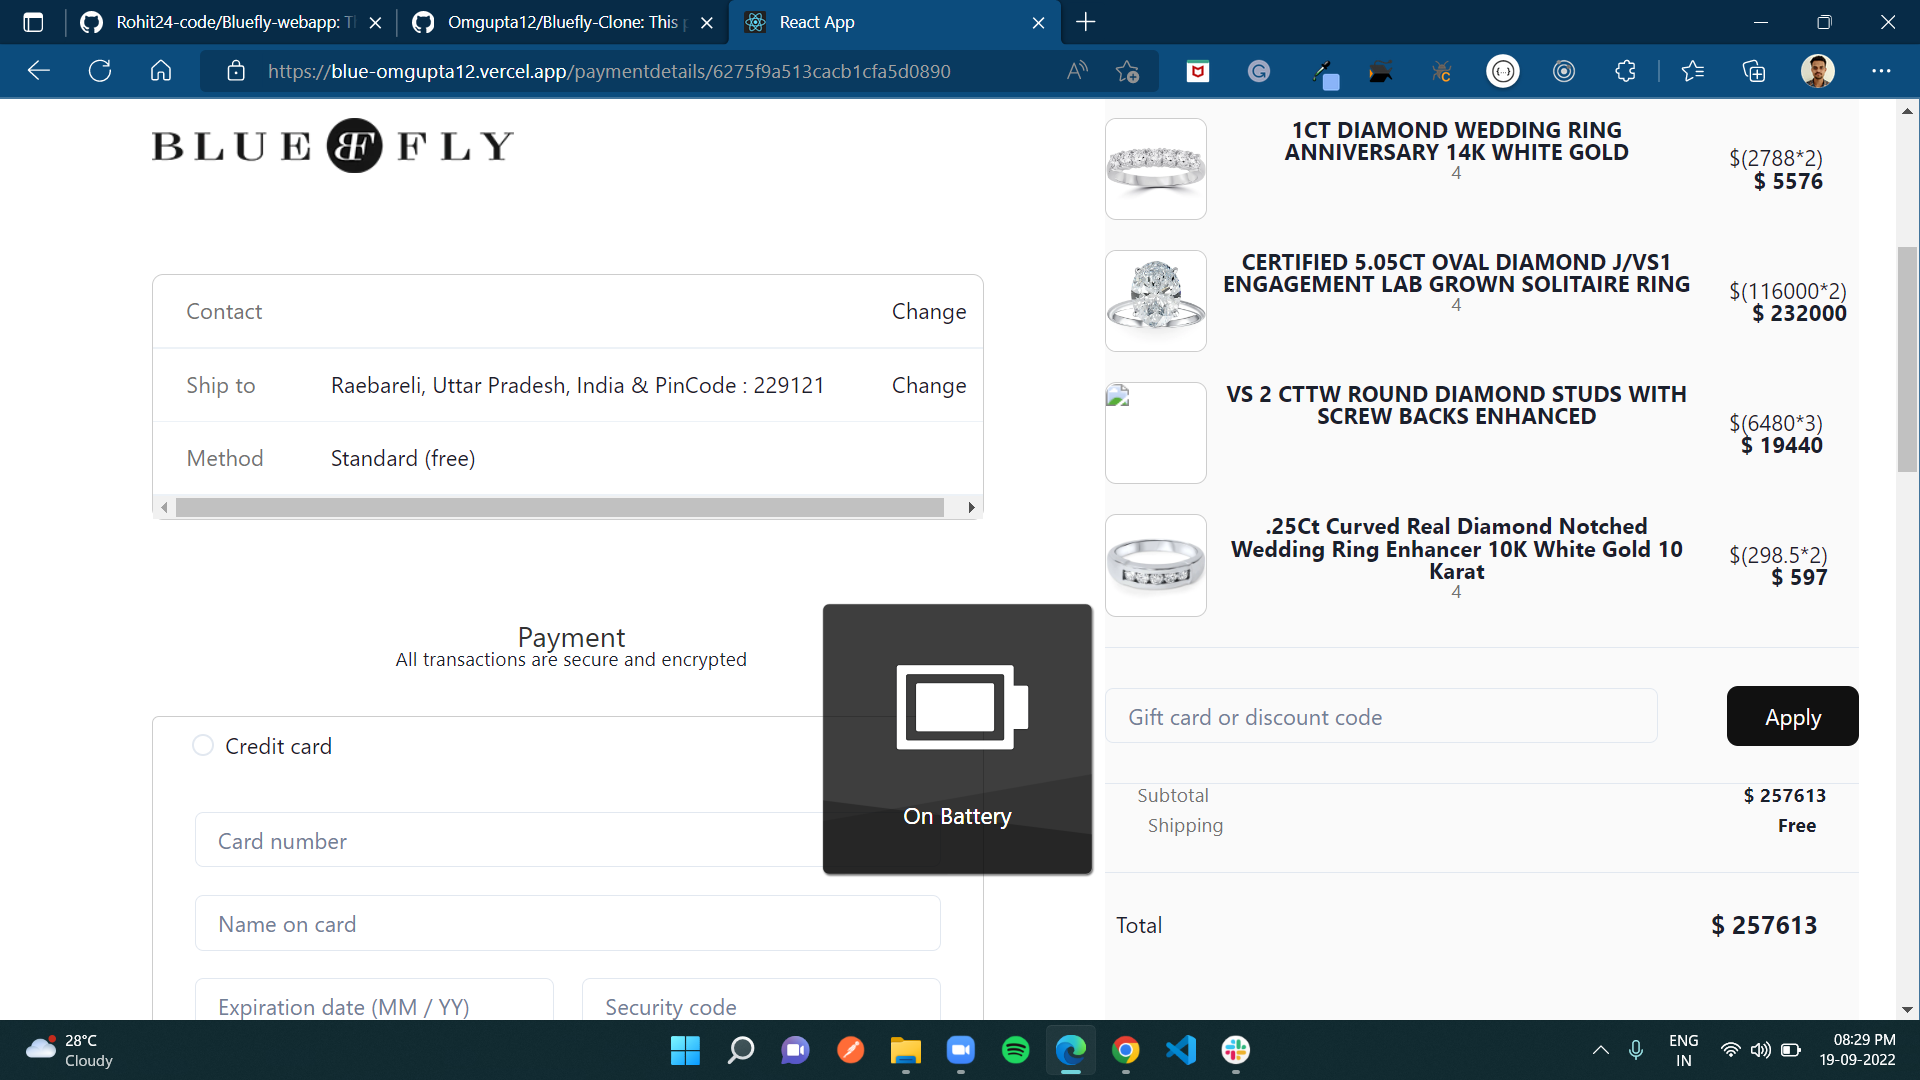 Rohit24-code/Bluefly-webapp: Tl
Omgupta12/Bluefly-Clone: This p
React App
https://blue-omgupta12.vercel.app/paymentdetails/6275f9a513cacb1cfa5d0890
BLUE BF FLY
Contact
Change
Ship to
Raebareli, Uttar Pradesh, India & PinCode : 229121
Change
Method
Standard (free)
Payment
All transactions are secure and encrypted
Credit card
Card number
Name on card
Expiration date (MM / YY)
Security code
On Battery
1CT DIAMOND WEDDING RING
ANNIVERSARY 14K WHITE GOLD
4
$(2788*2)
$ 5576
CERTIFIED 5.05CT OVAL DIAMOND J/VS1
ENGAGEMENT LAB GROWN SOLITAIRE RING
4
$(116000*2)
$ 232000
VS 2 CTTW ROUND DIAMOND STUDS WITH
SCREW BACKS ENHANCED
$(6480*3)
$ 19440
.25Ct Curved Real Diamond Notched
Wedding Ring Enhancer 10K White Gold 10
Karat
4
$(298.5*2)
$ 597
Gift card or discount code
Apply
Subtotal
$ 257613
Shipping
Free
Total
$ 257613
28°C
Cloudy
ENG
IN
08:29 PM
19-09-2022